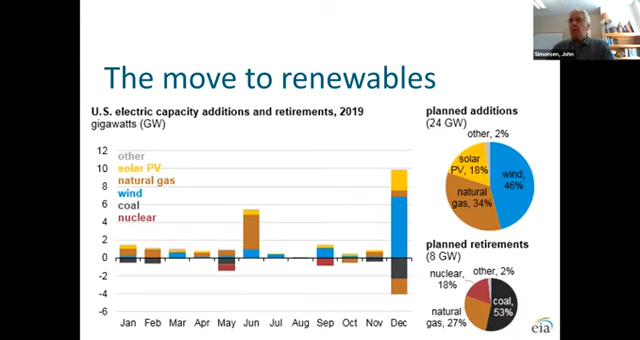 Simonsen, John
The move to renewables
U.S. electric capacity additions and retirements, 2019
gigawatts (GW)
12
10
8
6
4
2
0
-2
-4
-6
other
solar PV
natural gas
wind
coal
nuclear
Jan Feb Mar Apr May Jun Jul Aug Sep Oct Nov Dec
planned additions
(24 GW)
other, 2%
solar
PV, 18%
wind,
46%
natural
gas, 34%
planned retirements
(8 GW)
nuclear,
18%
other, 2%
coal,
53%
natural
gas, 27%
eia